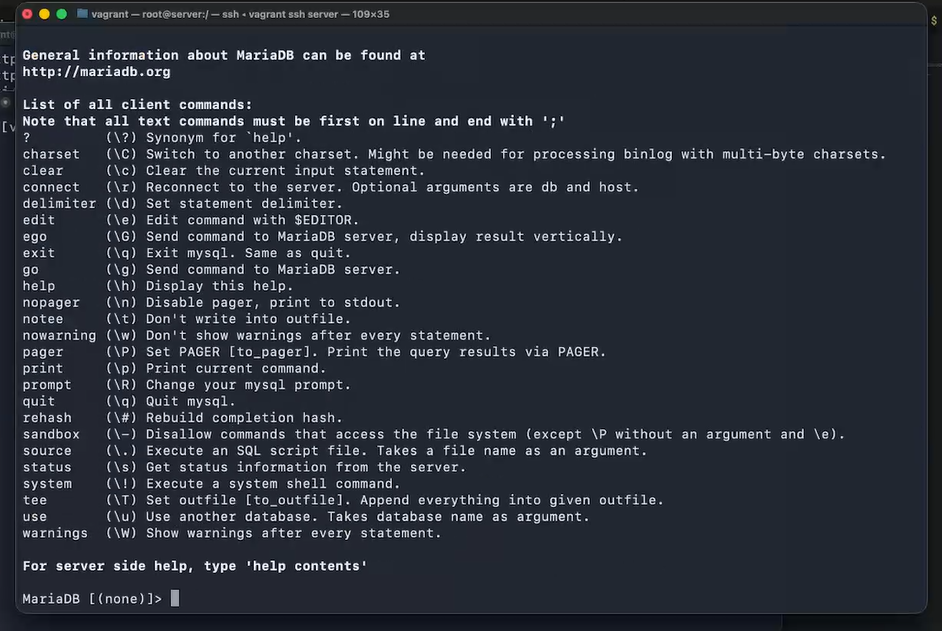 vagrant — root@server:/ — ssh ◂ vagrant ssh server — 109×35
General information about MariaDB can be found at
http://mariadb.org
List of all client commands:
Note that all text commands must be first on line and end with ';'
? (\?) Synonym for `help'.
charset (\C) Switch to another charset. Might be needed for processing binlog with multi-byte charsets.
clear (\c) Clear the current input statement.
connect (\r) Reconnect to the server. Optional arguments are db and host.
delimiter (\d) Set statement delimiter.
edit (\e) Edit command with $EDITOR.
ego (\G) Send command to MariaDB server, display result vertically.
exit (\q) Exit mysql. Same as quit.
go (\g) Send command to MariaDB server.
help (\h) Display this help.
nopager (\n) Disable pager, print to stdout.
notee (\t) Don't write into outfile.
nowarning (\w) Don't show warnings after every statement.
pager (\P) Set PAGER [to_pager]. Print the query results via PAGER.
print (\p) Print current command.
prompt (\R) Change your mysql prompt.
quit (\q) Quit mysql.
rehash (\#) Rebuild completion hash.
sandbox (\-) Disallow commands that access the file system (except \P without an argument and \e).
source (\.) Execute an SQL script file. Takes a file name as an argument.
status (\s) Get status information from the server.
system (\!) Execute a system shell command.
tee (\T) Set outfile [to_outfile]. Append everything into given outfile.
use (\u) Use another database. Takes database name as argument.
warnings (\W) Show warnings after every statement.
For server side help, type 'help contents'
MariaDB [(none)]>